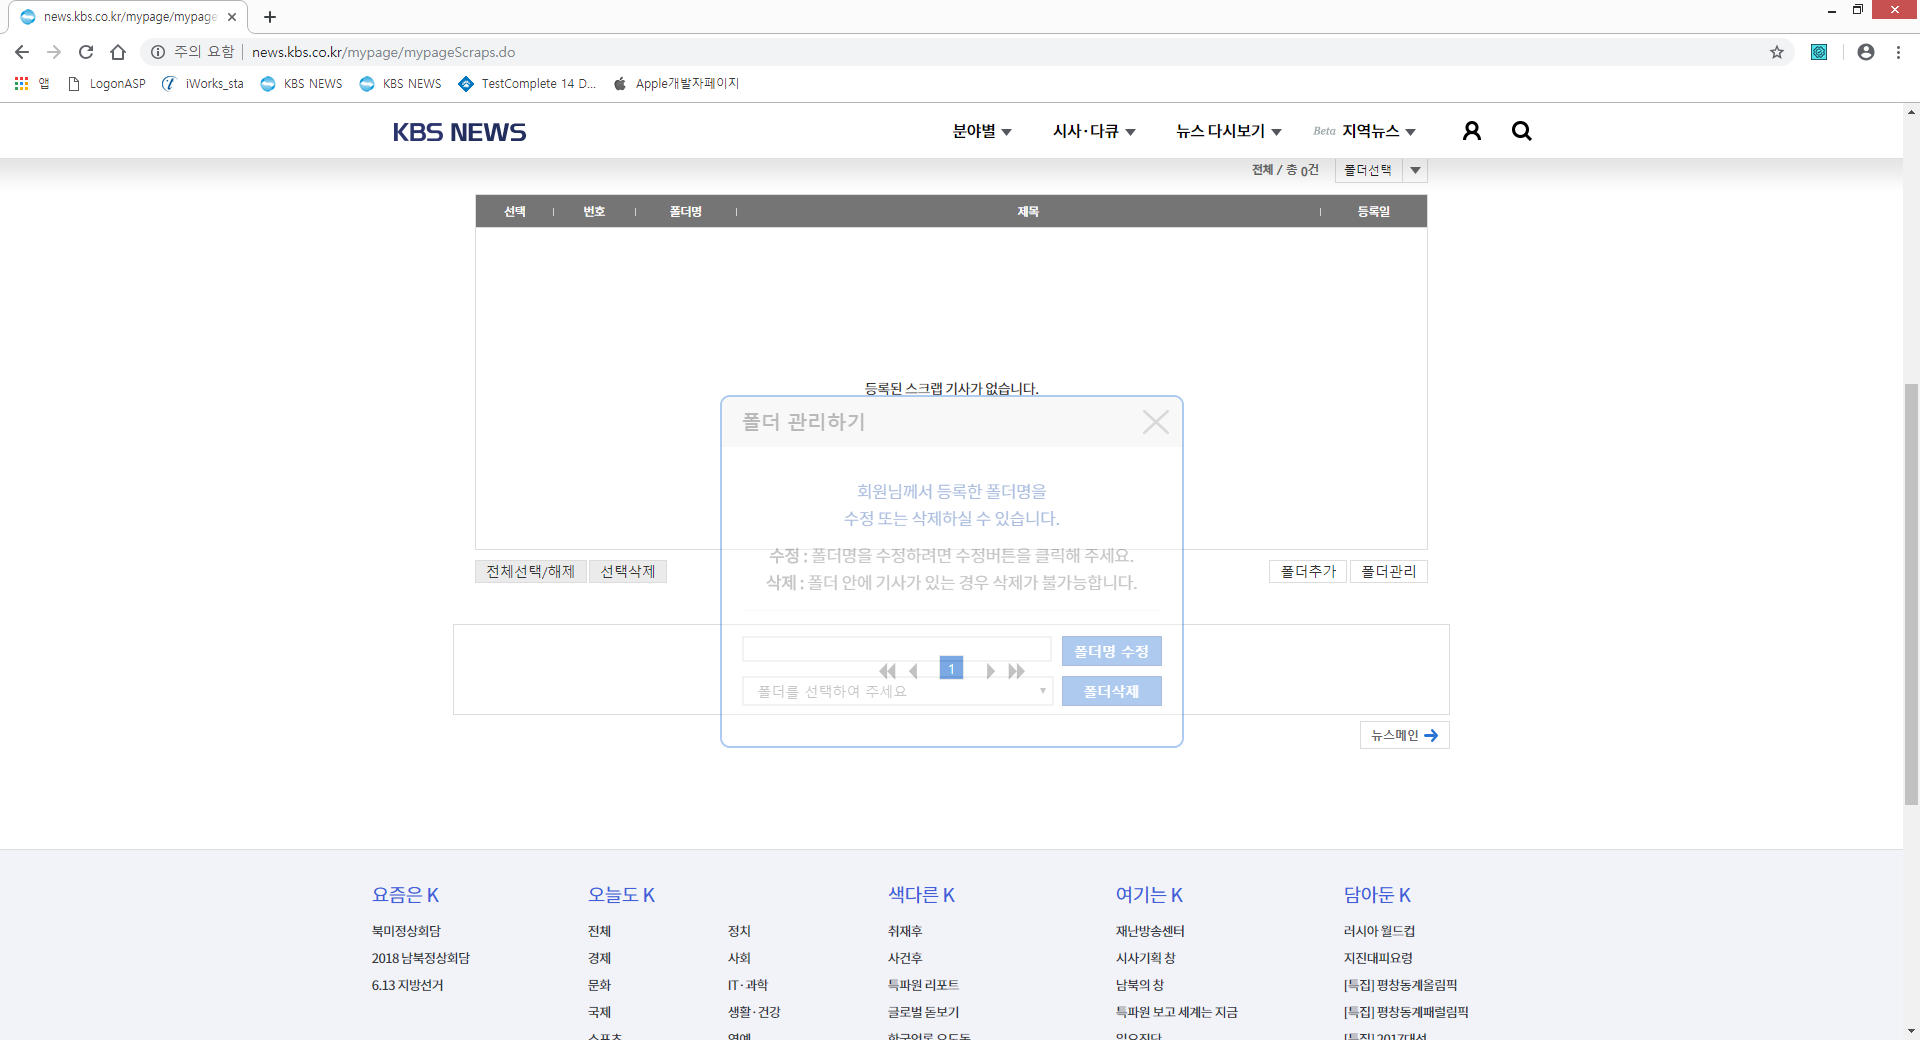 news.kbs.co.kr/mypage/mypage
주의 요함 news.kbs.co.kr/mypage/mypageScraps.do
앱 LogonASP iWorks_sta KBS NEWS KBS NEWS TestComplete 14 D... Apple개발자페이지
KBS NEWS 분야별 시사·다큐 뉴스 다시보기 Beta 지역뉴스
전체 / 총 0건 폴더선택
선택 번호 폴더명 제목 등록일
등록된 스크랩 기사가 없습니다.
폴더 관리하기
회원님께서 등록한 폴더명을
수정 또는 삭제하실 수 있습니다.
수정 : 폴더명을 수정하려면 수정버튼을 클릭해 주세요.
전체선택/해제 선택삭제 삭제 : 폴더 안에 기사가 있는 경우 삭제가 불가능합니다. 폴더추가 폴더관리
폴더명 수정
1
폴더를 선택하여 주세요 폴더삭제
뉴스메인
요즘은 K 오늘도 K 색다른 K 여기는 K 담아둔 K
북미정상회담 전체 정치 취재후 재난방송센터 러시아 월드컵
2018 남북정상회담 경제 사회 사건후 시사기획 창 지진대피요령
6.13 지방선거 문화 IT·과학 특파원 리포트 남북의 창 [특집] 평창동계올림픽
국제 생활·건강 글로벌 돋보기 특파원 보고 세계는 지금 [특집] 평창동계패럴림픽
스포츠 연예 일요진단 [특집] 2017대선